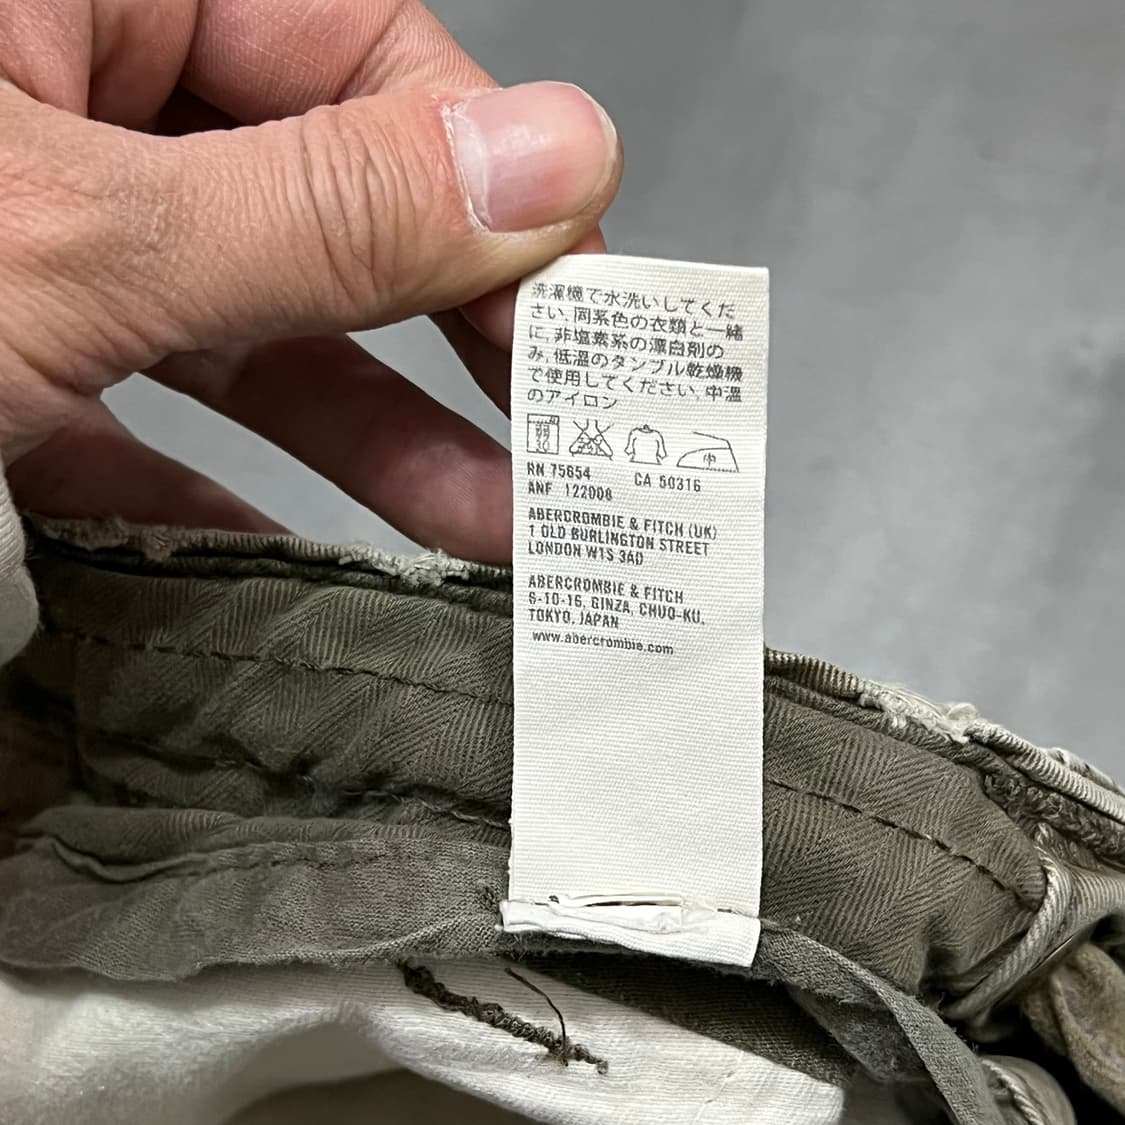 洗濯機で水洗いしてくだ
さい, 同系色の衣類と一緒
に, 非塩素系の漂白剤の
み, 低温のタンブル乾燥機
で使用してください, 中温
のアイロン
弱
30
中
RN 75654 CA 50316
ANF 122008
ABERCROMBIE & FITCH (UK)
1 OLD BURLINGTON STREET
LONDON W1S 3AD
ABERCROMBIE & FITCH
6-10-16, GINZA, CHUO-KU,
TOKYO, JAPAN
www.abercrombie.com